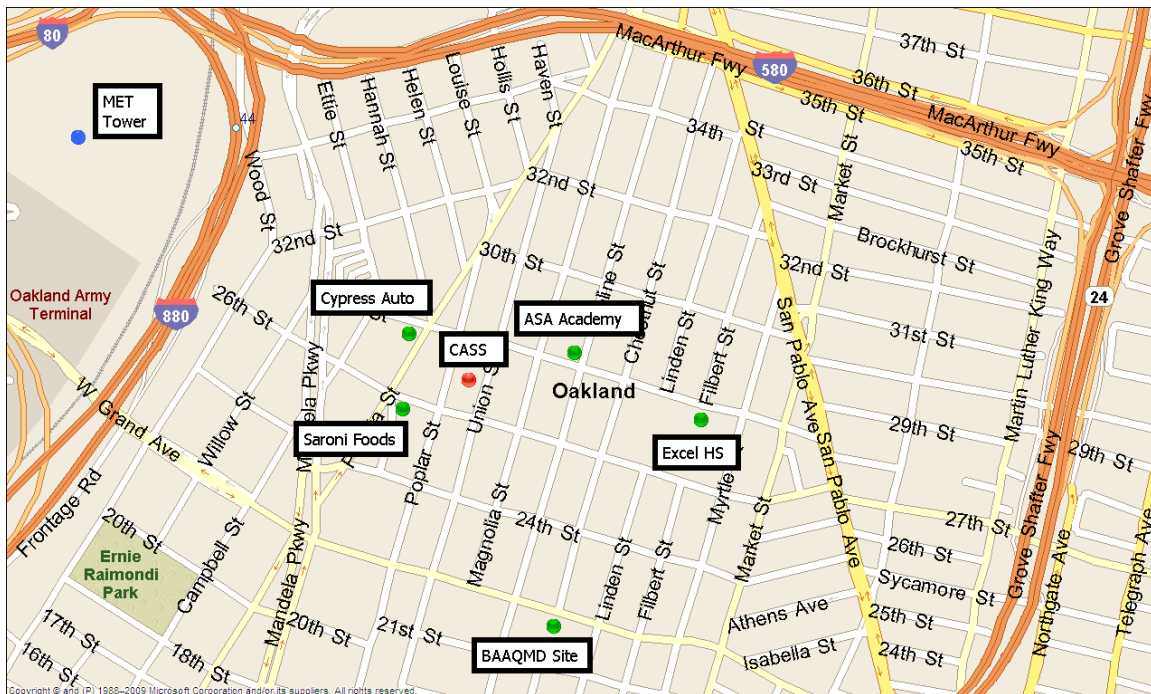 80
MET
Tower
44
Ettie St
Hannah St
Helen St
Louise St
Hollis St
Haven St
MacArthur Fwy
580
37th St
36th St
35th St
MacArthur Fwy
35th St
Grove Shafter Fwy
Wood St
34th St
33rd St
Market St
32nd St
32nd St
30th St
Brockhurst St
32nd St
Martin Luther King Way
Grove Shafter Fwy
24
Oakland Army
Terminal
880
26th St
Cypress Auto
ASA Academy
CASS
Chestnut St
Linden St
Filbert St
San Pablo Ave
31st St
Oakland
Union St
W Grand Ave
Willow St
Mandela Pkwy
Saroni Foods
Poplar St
Excel HS
29th St
29th St
San Pablo Ave
Myrtle
Market St
Magnolia St
24th St
27th St
26th St
Frontage Rd
20th St
Campbell St
Mandela Pkwy
Ernie
Raimondi
Park
Linden St
Filbert St
Sycamore St
Athens Ave
25th St
24th St
Isabella St
Grove Shafter Fwy
Northgate Ave
Telegraph Ave
17th St
16th St
18th St
20th St
21st St
BAAQMD Site
Copyright © and (P) 1988–2009 Microsoft Corporation and/or its suppliers. All rights reserved.